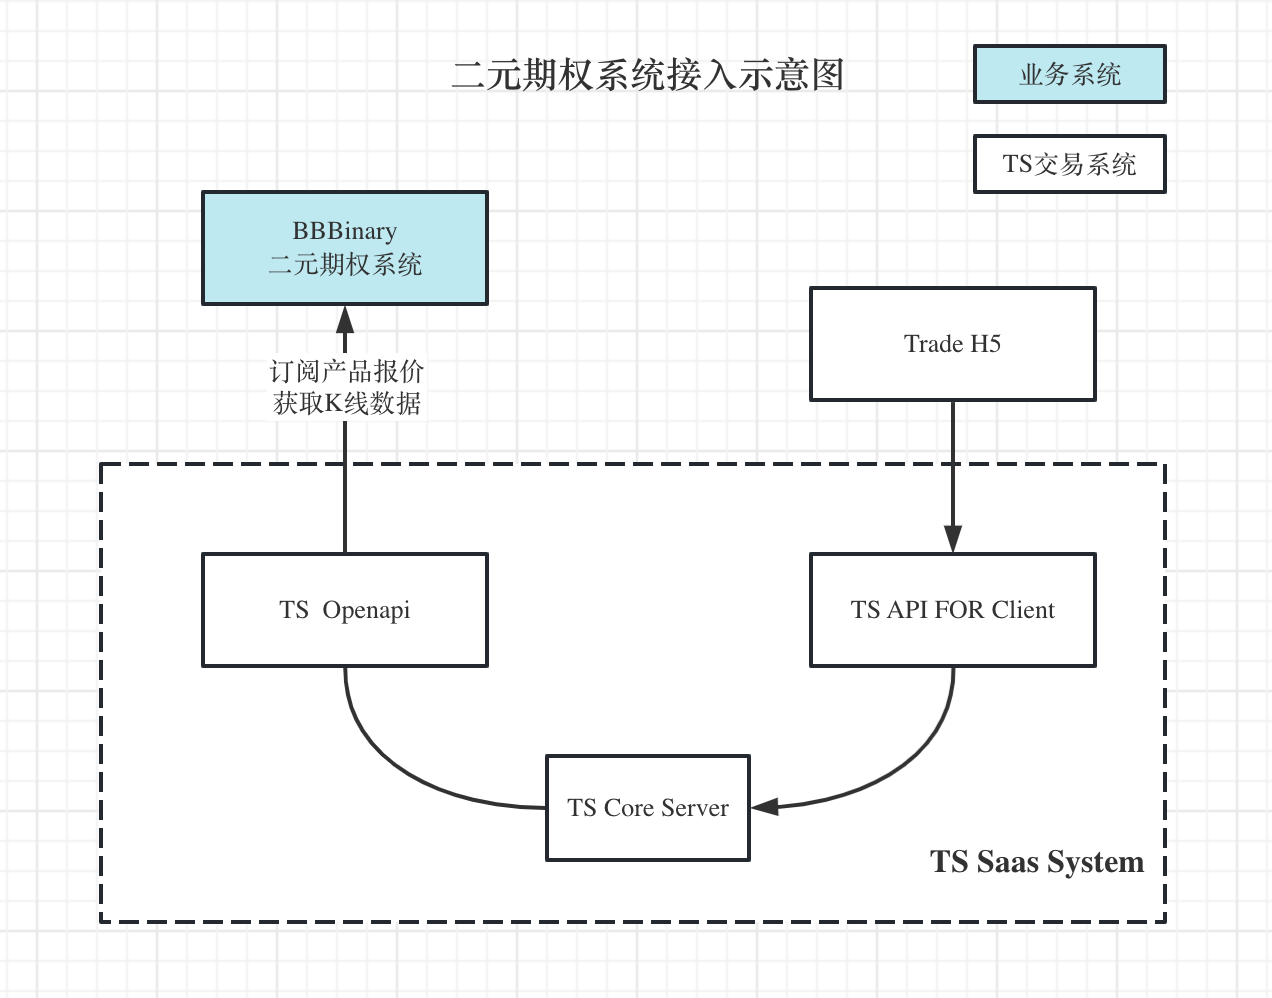 二元期权系统接入示意图
业务系统
TS交易系统
BBBinary
二元期权系统
订阅产品报价
获取K线数据
Trade H5
TS  Openapi
TS API FOR Client
TS Core Server
TS Saas System